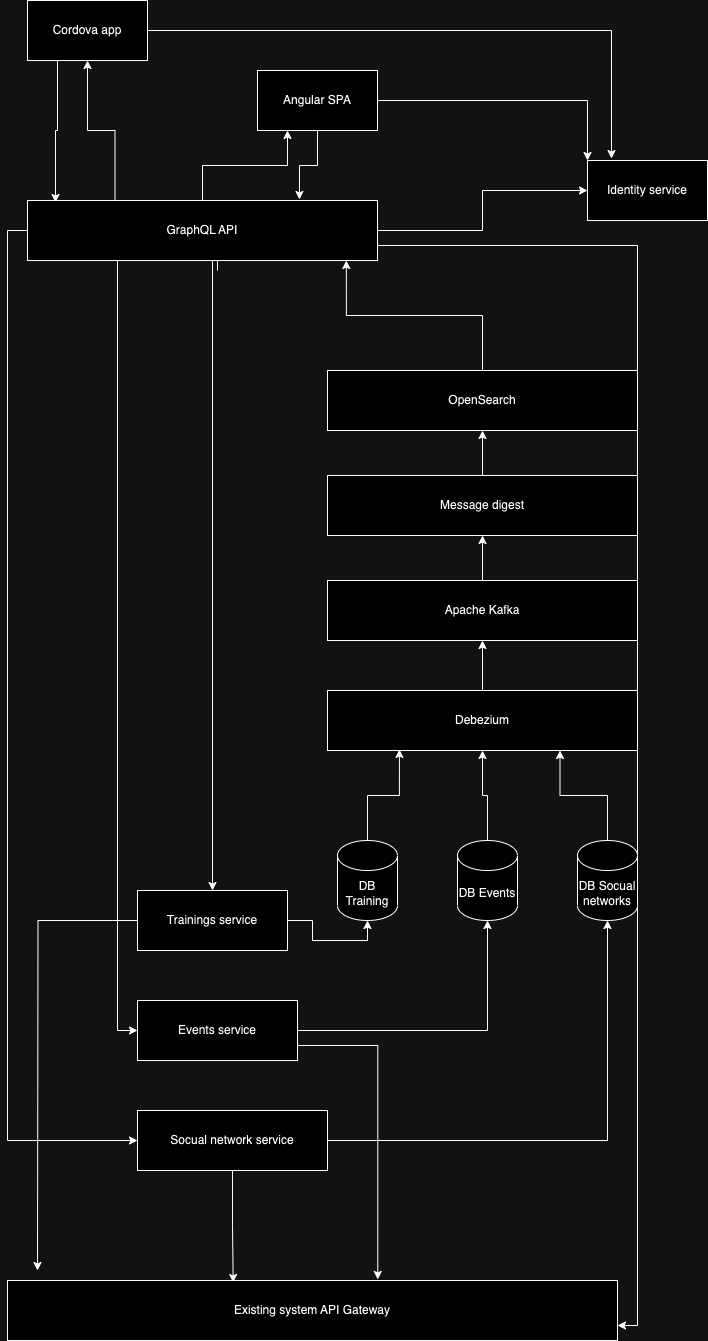 Cordova app
Angular SPA
Identity service
GraphQL API
OpenSearch
Message digest
Apache Kafka
Debezium
DB
Training
DB Events
DB Socual
networks
Trainings service
Events service
Socual network service
Existing system API Gateway